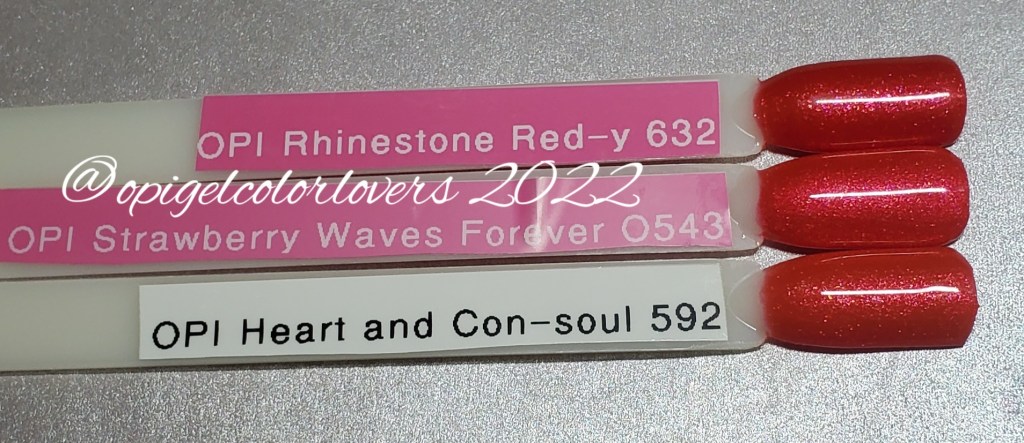 OPI Rhinestone Red-y 632
@opigelcolorlovers 2022
OPI Strawberry Waves Forever O543
OPI Heart and Con-soul 592